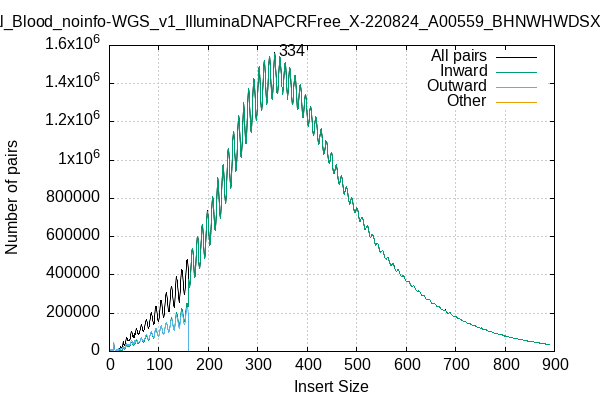 l_Blood_noinfo-WGS_v1_IlluminaDNAPCRFree_X-220824_A00559_BHNWHWDSX
1.6x10^6
1.4x10^6
1.2x10^6
1x10^6
800000
600000
400000
200000
0
Number of pairs
334
All pairs
Inward
Outward
Other
0 100 200 300 400 500 600 700 800 900
Insert Size